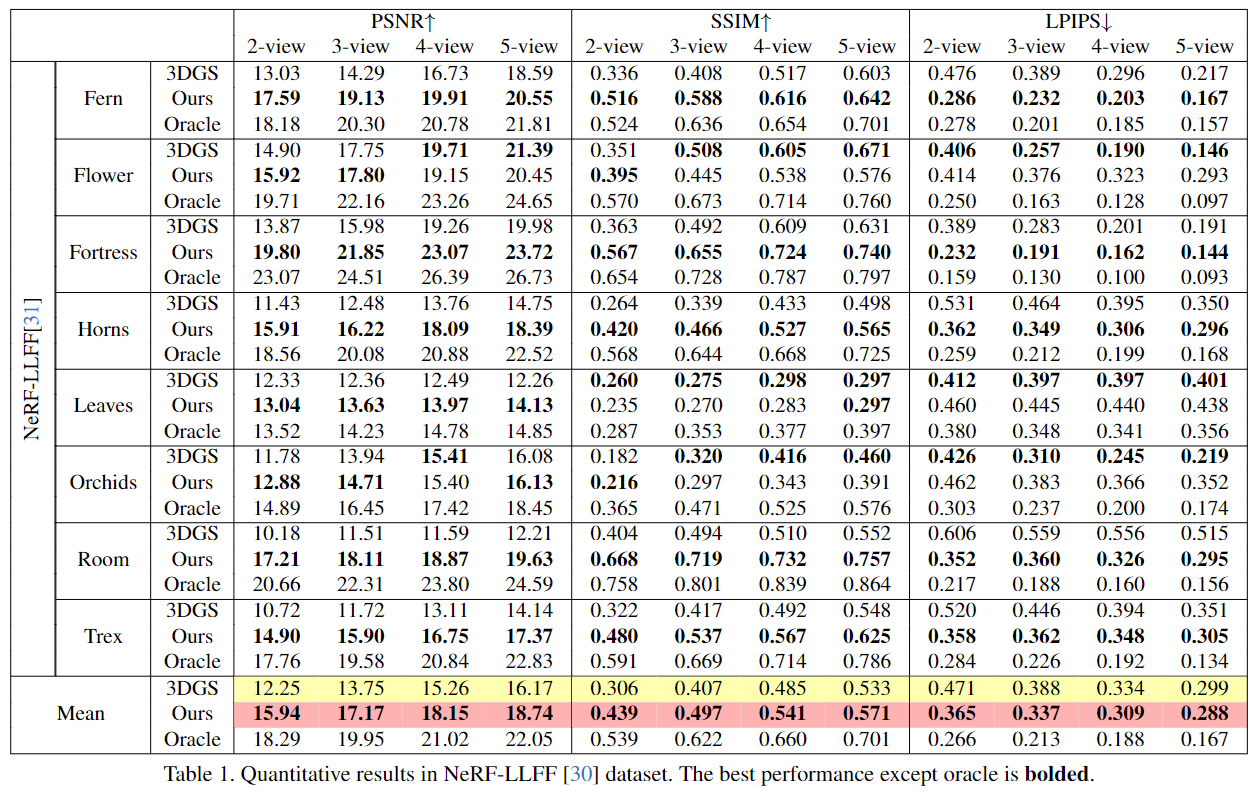 PSNR↑ SSIM↑ LPIPS↓
2-view 3-view 4-view 5-view 2-view 3-view 4-view 5-view 2-view 3-view 4-view 5-view
NeRF-LLFF[31]
Fern
3DGS 13.03 14.29 16.73 18.59 0.336 0.408 0.517 0.603 0.476 0.389 0.296 0.217
Ours 17.59 19.13 19.91 20.55 0.516 0.588 0.616 0.642 0.286 0.232 0.203 0.167
Oracle 18.18 20.30 20.78 21.81 0.524 0.636 0.654 0.701 0.278 0.201 0.185 0.157
Flower
3DGS 14.90 17.75 19.71 21.39 0.351 0.508 0.605 0.671 0.406 0.257 0.190 0.146
Ours 15.92 17.80 19.15 20.45 0.395 0.445 0.538 0.576 0.414 0.376 0.323 0.293
Oracle 19.71 22.16 23.26 24.65 0.570 0.673 0.714 0.760 0.250 0.163 0.128 0.097
Fortress
3DGS 13.87 15.98 19.26 19.98 0.363 0.492 0.609 0.631 0.389 0.283 0.201 0.191
Ours 19.80 21.85 23.07 23.72 0.567 0.655 0.724 0.740 0.232 0.191 0.162 0.144
Oracle 23.07 24.51 26.39 26.73 0.654 0.728 0.787 0.797 0.159 0.130 0.100 0.093
Horns
3DGS 11.43 12.48 13.76 14.75 0.264 0.339 0.433 0.498 0.531 0.464 0.395 0.350
Ours 15.91 16.22 18.09 18.39 0.420 0.466 0.527 0.565 0.362 0.349 0.306 0.296
Oracle 18.56 20.08 20.88 22.52 0.568 0.644 0.668 0.725 0.259 0.212 0.199 0.168
Leaves
3DGS 12.33 12.36 12.49 12.26 0.260 0.275 0.298 0.297 0.412 0.397 0.397 0.401
Ours 13.04 13.63 13.97 14.13 0.235 0.270 0.283 0.297 0.460 0.445 0.440 0.438
Oracle 13.52 14.23 14.78 14.85 0.287 0.353 0.377 0.397 0.380 0.348 0.341 0.356
Orchids
3DGS 11.78 13.94 15.41 16.08 0.182 0.320 0.416 0.460 0.426 0.310 0.245 0.219
Ours 12.88 14.71 15.40 16.13 0.216 0.297 0.343 0.391 0.462 0.383 0.366 0.352
Oracle 14.89 16.45 17.42 18.45 0.365 0.471 0.525 0.576 0.303 0.237 0.200 0.174
Room
3DGS 10.18 11.51 11.59 12.21 0.404 0.494 0.510 0.552 0.606 0.559 0.556 0.515
Ours 17.21 18.11 18.87 19.63 0.668 0.719 0.732 0.757 0.352 0.360 0.326 0.295
Oracle 20.66 22.31 23.80 24.59 0.758 0.801 0.839 0.864 0.217 0.188 0.160 0.156
Trex
3DGS 10.72 11.72 13.11 14.14 0.322 0.417 0.492 0.548 0.520 0.446 0.394 0.351
Ours 14.90 15.90 16.75 17.37 0.480 0.537 0.567 0.625 0.358 0.362 0.348 0.305
Oracle 17.76 19.58 20.84 22.83 0.591 0.669 0.714 0.786 0.284 0.226 0.192 0.134
Mean
3DGS 12.25 13.75 15.26 16.17 0.306 0.407 0.485 0.533 0.471 0.388 0.334 0.299
Ours 15.94 17.17 18.15 18.74 0.439 0.497 0.541 0.571 0.365 0.337 0.309 0.288
Oracle 18.29 19.95 21.02 22.05 0.539 0.622 0.660 0.701 0.266 0.213 0.188 0.167
Table 1. Quantitative results in NeRF-LLFF [30] dataset. The best performance except oracle is bolded.